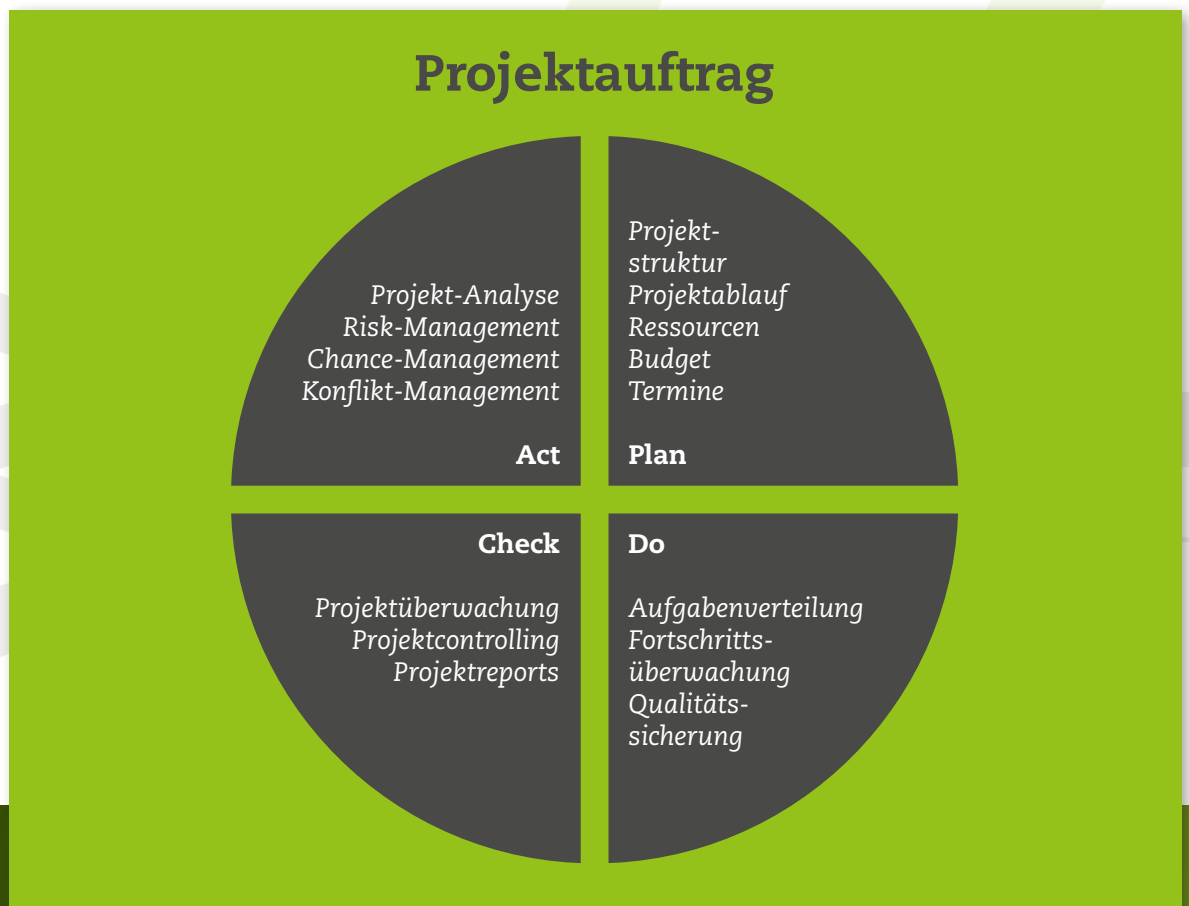 Projektauftrag
Projekt-Analyse
Risk-Management
Chance-Management
Konflikt-Management
Act
Projekt-
struktur
Projektablauf
Ressourcen
Budget
Termine
Plan
Check
Projektüberwachung
Projektcontrolling
Projektreports
Do
Aufgabenverteilung
Fortschritts-
überwachung
Qualitäts-
sicherung